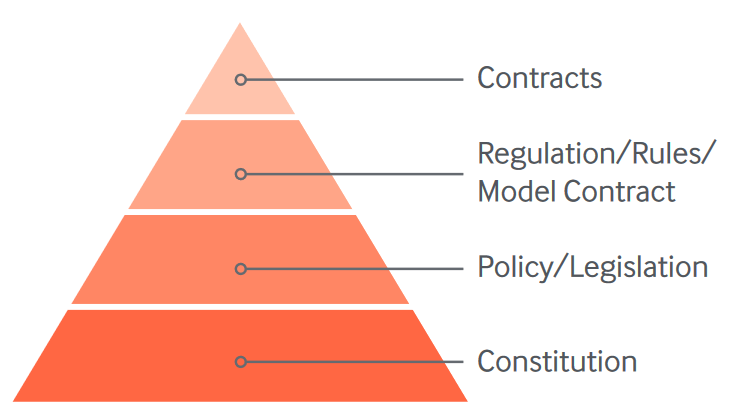 Contracts
Regulation/Rules/
Model Contract
Policy/Legislation
Constitution